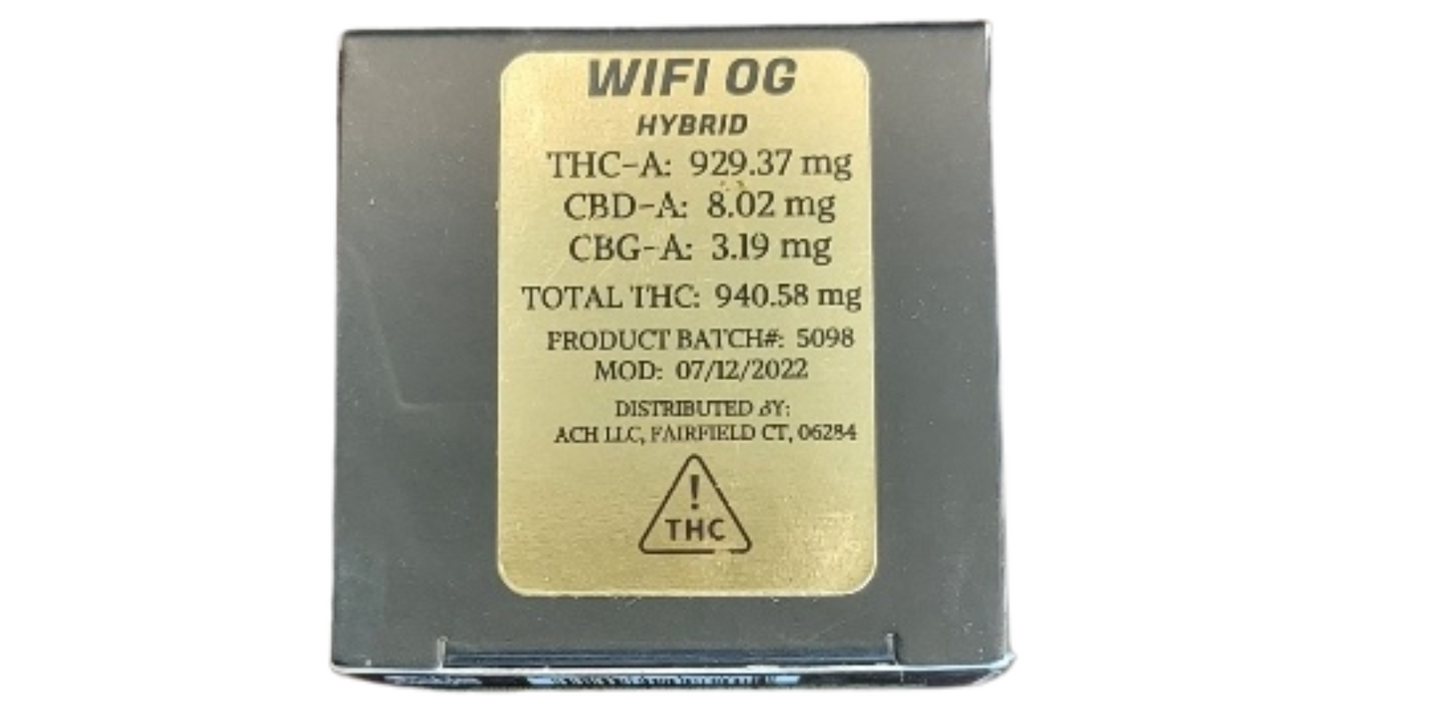 WIFI OG
HYBRID
THC-A: 929.37 mg
CBD-A: 8.02 mg
CBG-A: 3.19 mg
TOTAL THC: 940.58 mg
PRODUCT BATCH#: 5098
MOD: 07/12/2022
DISTRIBUTED BY:
ACH LLC, FAIRFIELD CT, 06284
!
THC